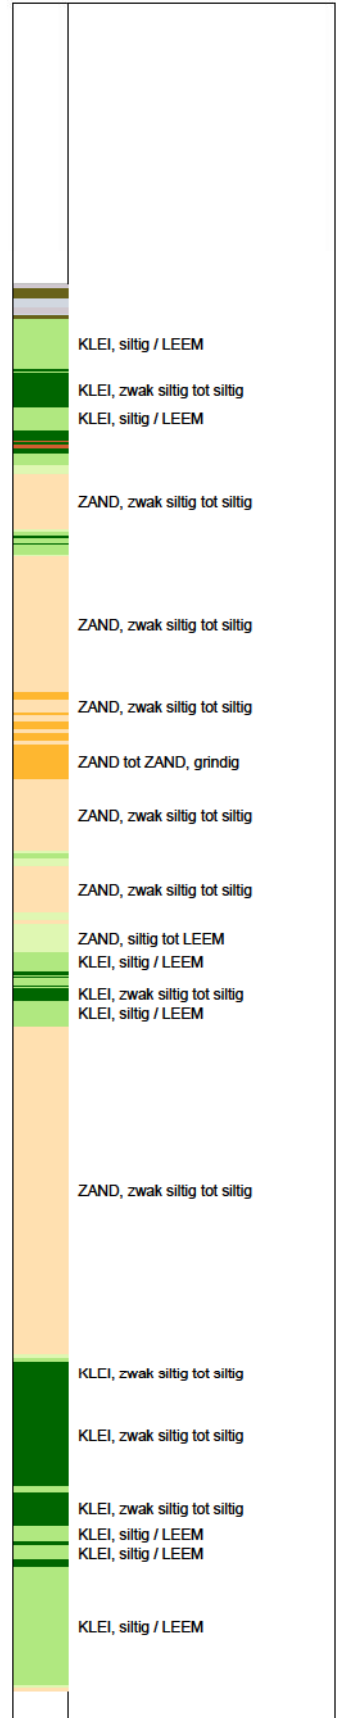 KLEI, siltig / LEEM
KLEI, zwak siltig tot siltig
KLEI, siltig / LEEM
ZAND, zwak siltig tot siltig
ZAND, zwak siltig tot siltig
ZAND, zwak siltig tot siltig
ZAND tot ZAND, grindig
ZAND, zwak siltig tot siltig
ZAND, zwak siltig tot siltig
ZAND, siltig tot LEEM
KLEI, siltig / LEEM
KLEI, zwak siltig tot siltig
KLEI, siltig / LEEM
ZAND, zwak siltig tot siltig
KLEI, zwak siltig tot siltig
KLEI, zwak siltig tot siltig
KLEI, zwak siltig tot siltig
KLEI, siltig / LEEM
KLEI, siltig / LEEM
KLEI, siltig / LEEM